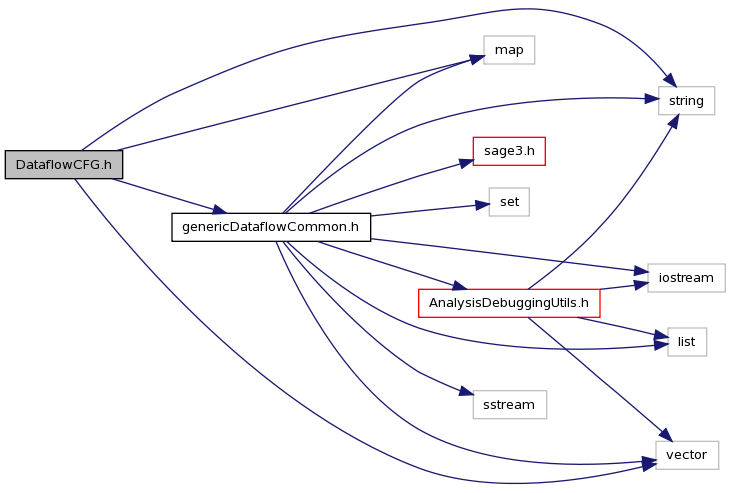 map
string
DataflowCFG.h
sage3.h
set
genericDataflowCommon.h
iostream
AnalysisDebuggingUtils.h
list
sstream
vector